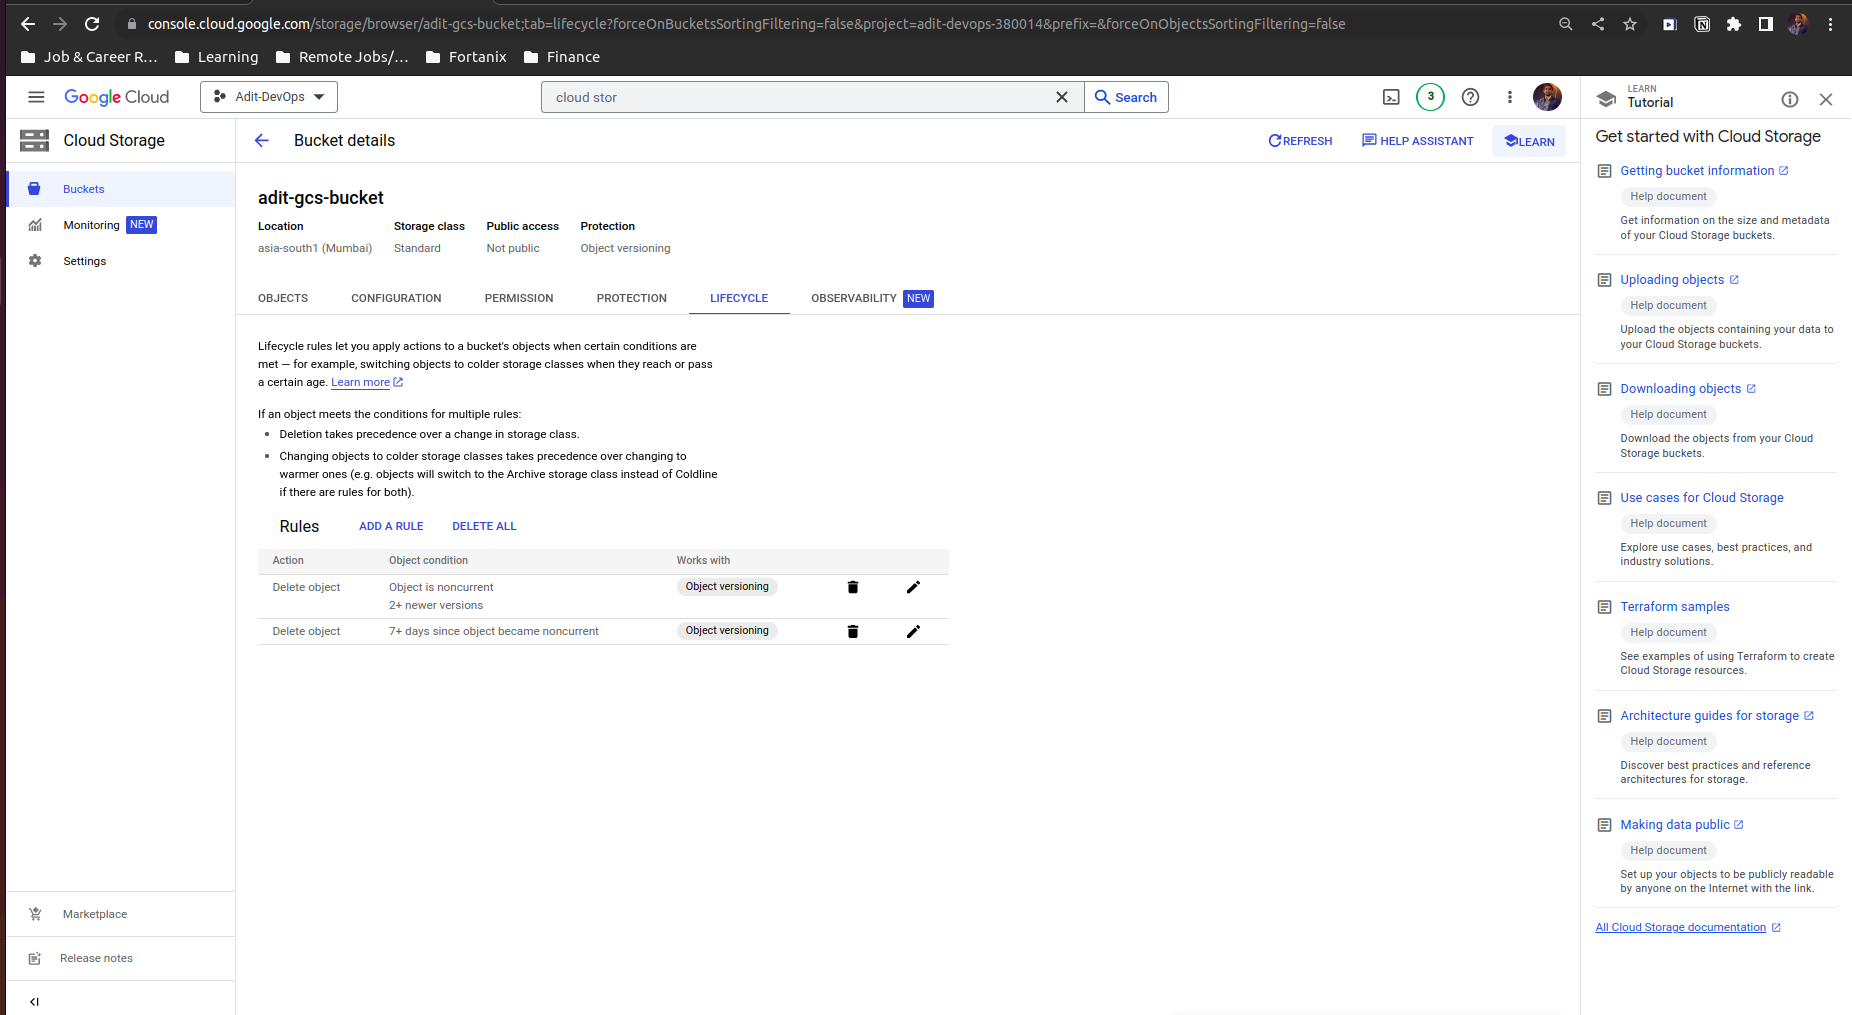 console.cloud.google.com/storage/browser/adit-gcs-bucket;tab=lifecycle?forceOnBucketsSortingFiltering=false&project=adit-devops-380014&prefix=&forceOnObjectsSortingFiltering=false
Job & Career R... Learning Remote Jobs/... Fortanix Finance
Google Cloud Adit-DevOps cloud stor Search 3
LEARN
Tutorial
Cloud Storage
Buckets
Monitoring NEW
Settings
Marketplace
Release notes
Bucket details REFRESH HELP ASSISTANT LEARN
adit-gcs-bucket
Location Storage class Public access Protection
asia-south1 (Mumbai) Standard Not public Object versioning
OBJECTS CONFIGURATION PERMISSION PROTECTION LIFECYCLE OBSERVABILITY NEW
Lifecycle rules let you apply actions to a bucket's objects when certain conditions are
met — for example, switching objects to colder storage classes when they reach or pass
a certain age. Learn more
If an object meets the conditions for multiple rules:
• Deletion takes precedence over a change in storage class.
• Changing objects to colder storage classes takes precedence over changing to
warmer ones (e.g. objects will switch to the Archive storage class instead of Coldline
if there are rules for both).
Rules ADD A RULE DELETE ALL
Action Object condition Works with
Delete object Object is noncurrent Object versioning
2+ newer versions
Delete object 7+ days since object became noncurrent Object versioning
Get started with Cloud Storage
Getting bucket information
Help document
Get information on the size and metadata
of your Cloud Storage buckets.
Uploading objects
Help document
Upload the objects containing your data to
your Cloud Storage buckets.
Downloading objects
Help document
Download the objects from your Cloud
Storage buckets.
Use cases for Cloud Storage
Help document
Explore use cases, best practices, and
industry solutions.
Terraform samples
Help document
See examples of using Terraform to create
Cloud Storage resources.
Architecture guides for storage
Help document
Discover best practices and reference
architectures for storage.
Making data public
Help document
Set up your objects to be publicly readable
by anyone on the Internet with the link.
All Cloud Storage documentation